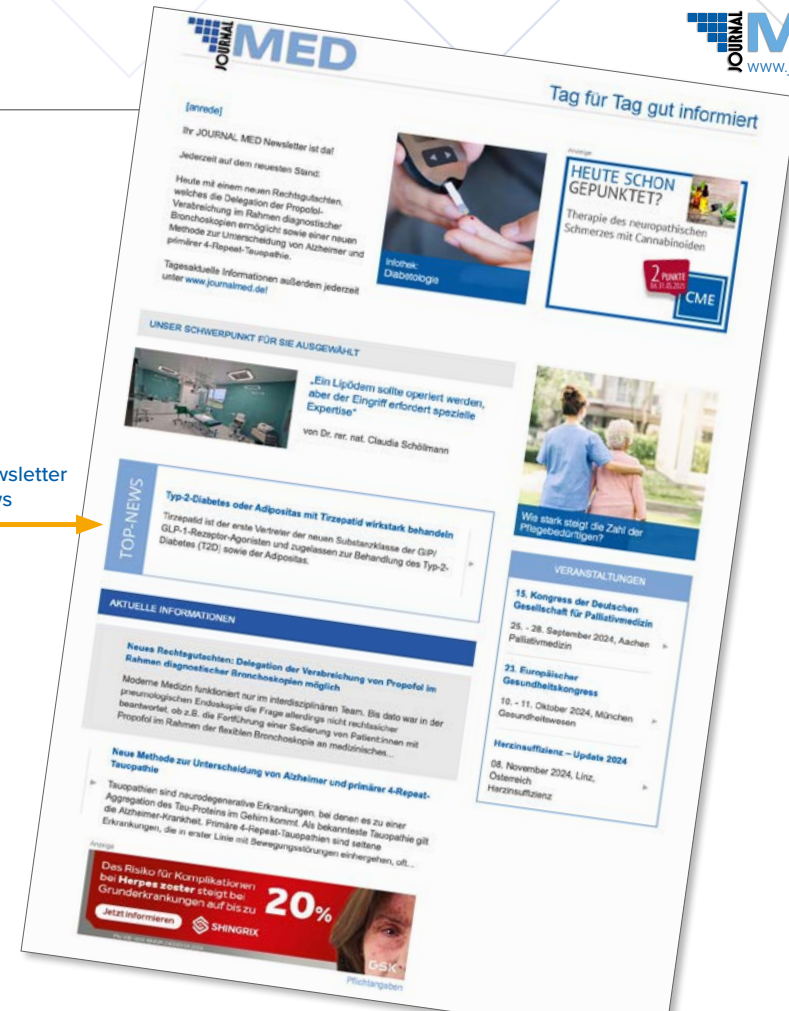 JOURNAL MED
JOURNAL
www.j
Tag für Tag gut informiert
[anrede]
Ihr JOURNAL MED Newsletter ist da!
Jederzeit auf dem neuesten Stand:
Heute mit einem neuen Rechtsgutachten,
welches die Delegation der Propofol-
Verabreichung im Rahmen diagnostischer
Bronchoskopien ermöglicht sowie einer neuen
Methode zur Unterscheidung von Alzheimer und
primärer 4-Repeat-Tauopathie.
Tagesaktuelle Informationen außerdem jederzeit
unter www.journalmed.de!
Infothek:
Diabetologie
Anzeige
HEUTE SCHON
GEPUNKTET?
Therapie des neuropathischen
Schmerzes mit Cannabinoiden
2 PUNKTE
CME
UNSER SCHWERPUNKT FÜR SIE AUSGEWÄHLT
„Ein Lipödem sollte operiert werden,
aber der Eingriff erfordert spezielle
Expertise“
von Dr. rer. nat. Claudia Schöllmann
Wie stark steigt die Zahl der
Pflegebedürftigen?
wsletter
vs
TOP-NEWS
Typ-2-Diabetes oder Adipositas mit Tirzepatid wirkstark behandeln
Tirzepatid ist der erste Vertreter der neuen Substanzklasse der GIP/
GLP-1-Rezeptor-Agonisten und zugelassen zur Behandlung des Typ-2-
Diabetes (T2D) sowie der Adipositas.
VERANSTALTUNGEN
15. Kongress der Deutschen
Gesellschaft für Palliativmedizin
25. - 28. September 2024, Aachen
Palliativmedizin
23. Europäischer
Gesundheitskongress
10. - 11. Oktober 2024, München
Gesundheitswesen
Herzinsuffizienz – Update 2024
08. November 2024, Linz,
Österreich
Herzinsuffizienz
AKTUELLE INFORMATIONEN
Neues Rechtsgutachten: Delegation der Verabreichung von Propofol im
Rahmen diagnostischer Bronchoskopien möglich
Moderne Medizin funktioniert nur im interdisziplinären Team. Bis dato war in der
pneumologischen Endoskopie die Frage allerdings nicht rechtssicher
beantwortet, ob z.B. die Fortführung einer Sedierung von Patient:innen mit
Propofol im Rahmen der flexiblen Bronchoskopie an medizinisches...
Neue Methode zur Unterscheidung von Alzheimer und primärer 4-Repeat-
Tauopathie
Tauopathien sind neurodegenerative Erkrankungen, bei denen es zu einer
Aggregation des Tau-Proteins im Gehirn kommt. Als bekannteste Tauopathie gilt
die Alzheimer-Krankheit. Primäre 4-Repeat-Tauopathien sind seltene
Erkrankungen, die in erster Linie mit Bewegungsstörungen einhergehen, oft...
Anzeige
Das Risiko für Komplikationen
bei Herpes zoster steigt bei
Grunderkrankungen auf bis zu
20%
Jetzt informieren
SHINGRIX
GSK
Pflichtangaben